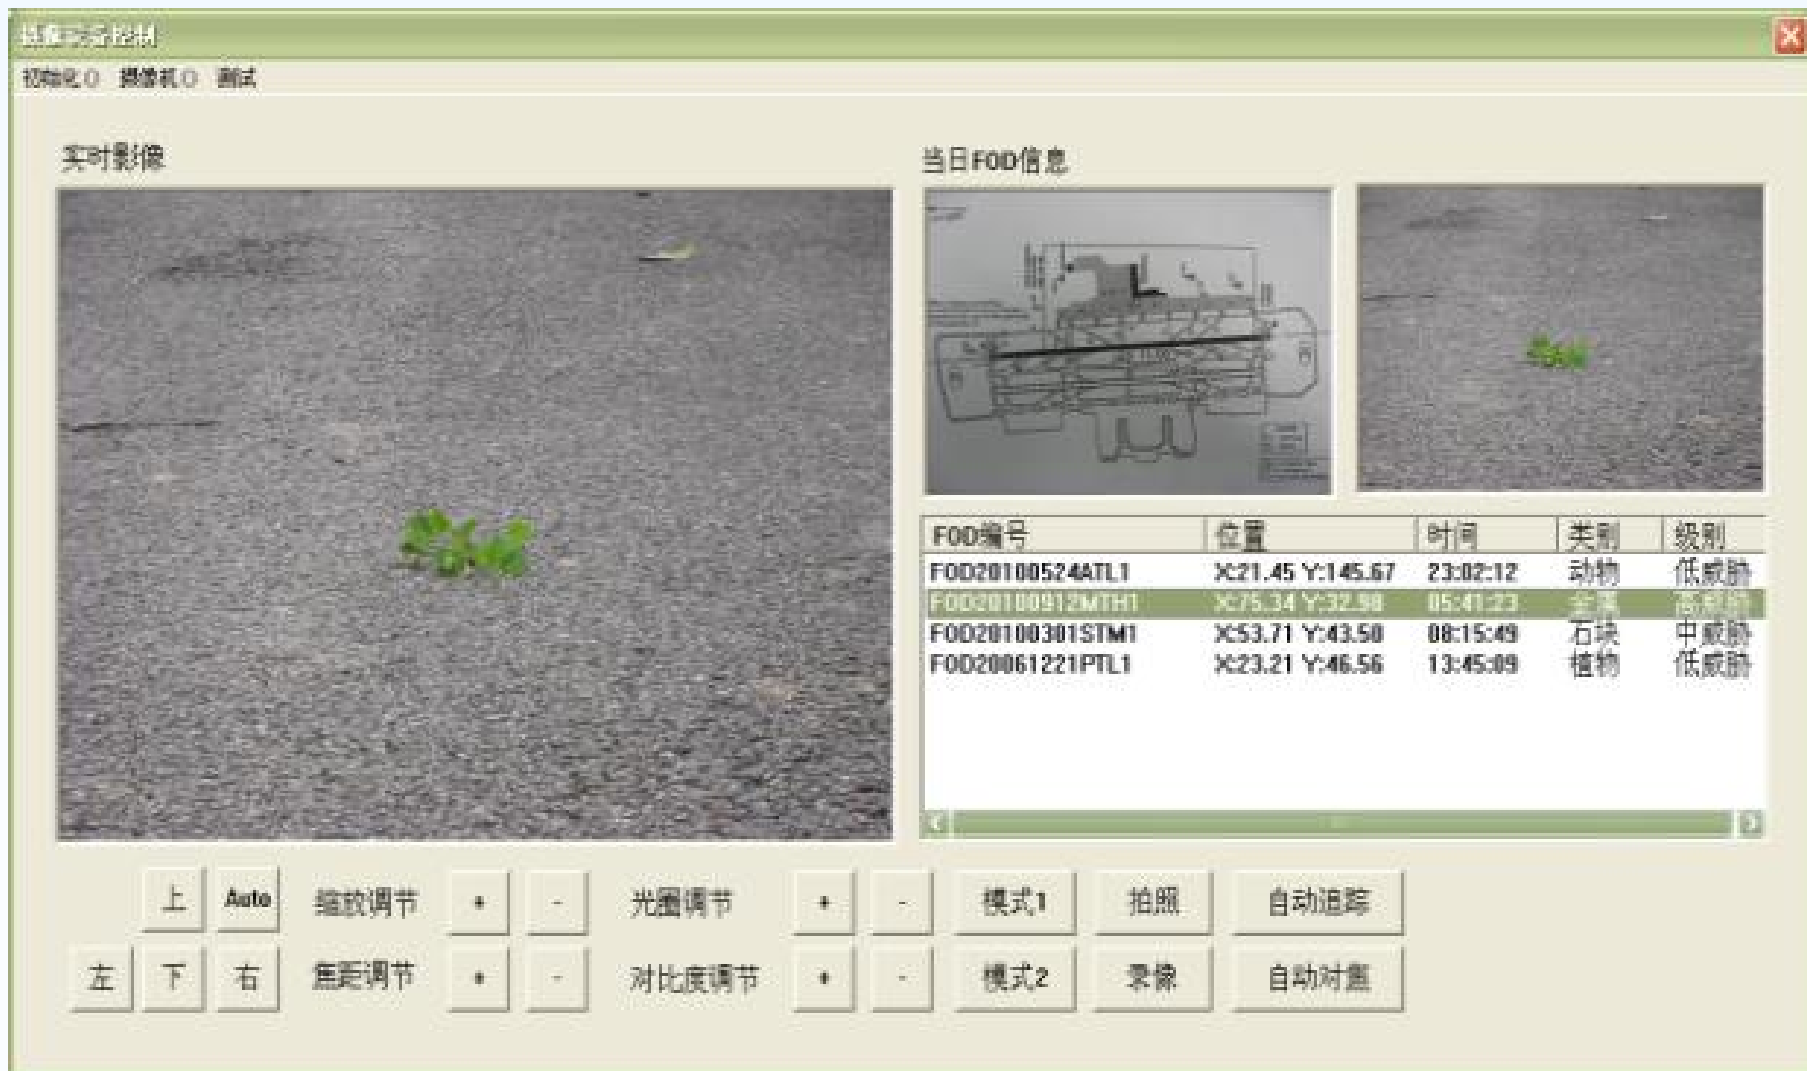 摄像设备控制
初始化() 摄像机() 测试
实时影像
当日FOD信息
FOD编号 位置 时间 类别 级别
FOD20100524ATL1 X:21.45 Y:145.67 23:02:12 动物 低威胁
FOD20100912MTH1 X:75.34 Y:32.98 05:41:23 金属 高威胁
FOD20100301STM1 X:53.71 Y:43.50 08:15:49 石块 中威胁
FOD20061221PTL1 X:23.21 Y:46.56 13:45:09 植物 低威胁
上 Auto 缩放调节 + - 光圈调节 + - 模式1 拍照 自动追踪
左 下 右 焦距调节 + - 对比度调节 + - 模式2 录像 自动对焦